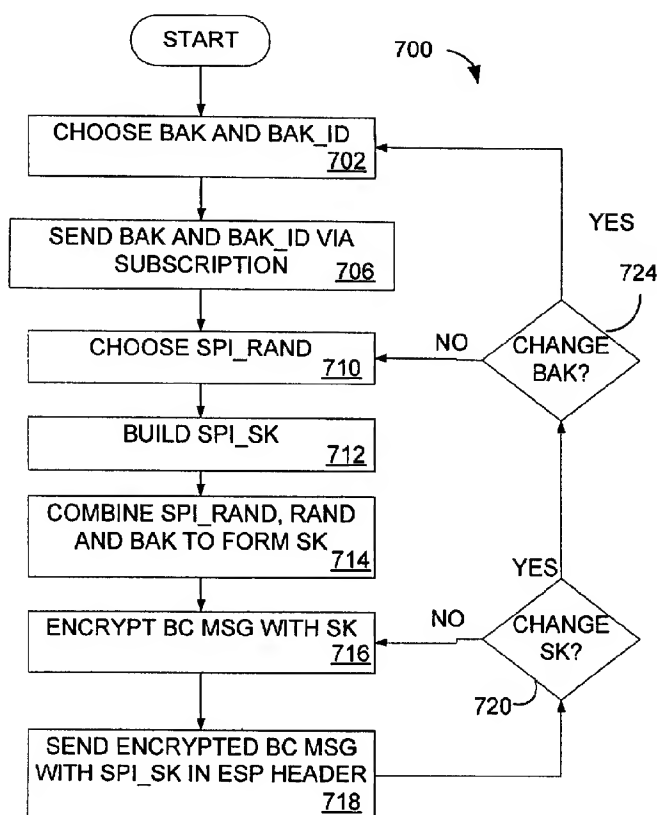 START
700
CHOOSE BAK AND BAK_ID
702
SEND BAK AND BAK_ID VIA
SUBSCRIPTION
706
YES
724
CHOOSE SPI_RAND
710
NO
CHANGE
BAK?
BUILD SPI_SK
712
COMBINE SPI_RAND, RAND
AND BAK TO FORM SK
714
YES
ENCRYPT BC MSG WITH SK
716
NO
CHANGE
SK?
720
SEND ENCRYPTED BC MSG
WITH SPI_SK IN ESP HEADER
718